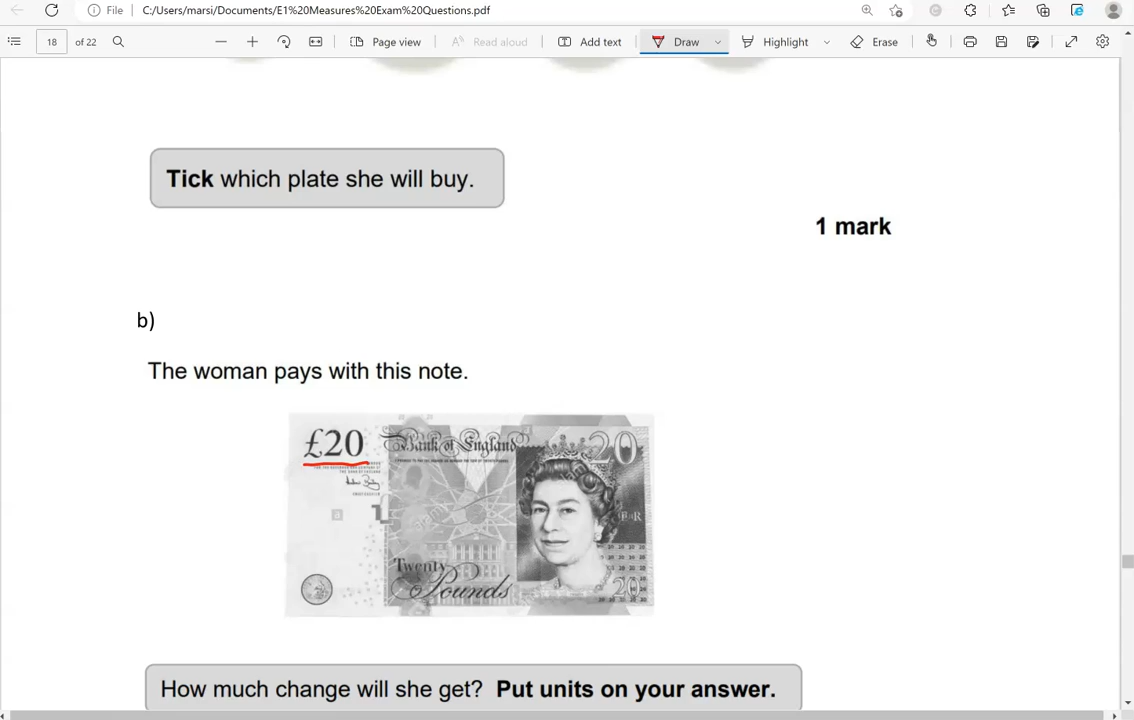 File C:/Users/marsi/Documents/E1%20Measures%20Exam%20Questions.pdf
18 of 22 Page view Read aloud Add text Draw Highlight Erase
Tick which plate she will buy.
1 mark
b)
The woman pays with this note.
£20 Bank of England 20
E R
Twenty
Pounds 20
How much change will she get? Put units on your answer.